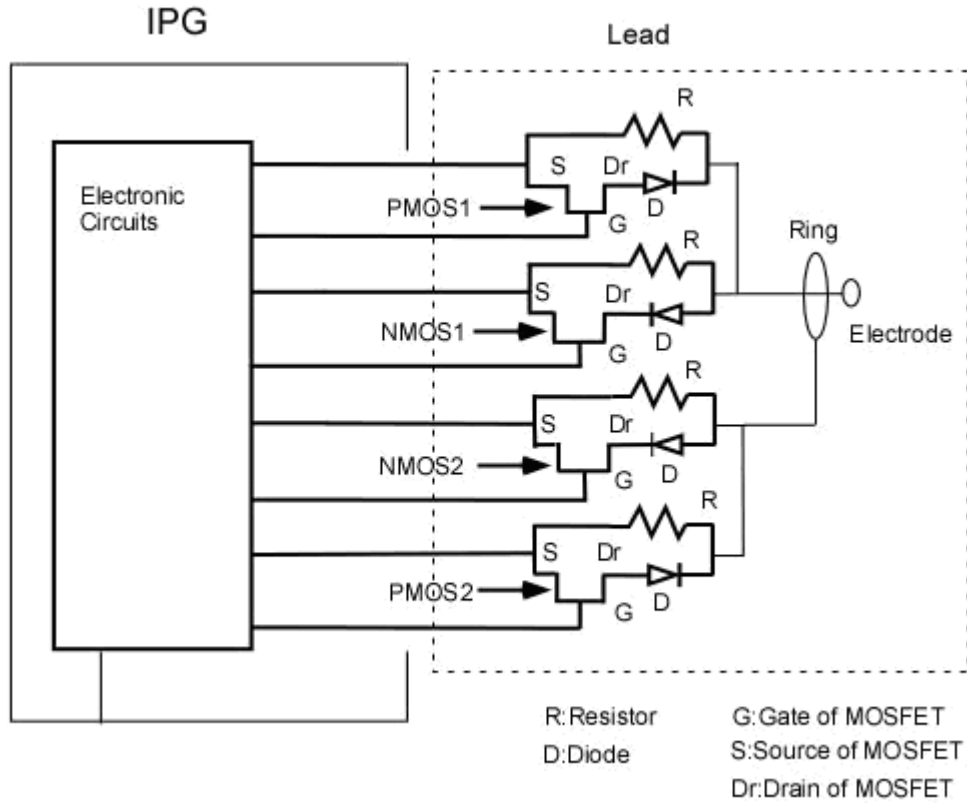 IPG
Lead
Electronic
Circuits
R
S
Dr
PMOS1
G
D
R
Ring
S
Dr
NMOS1
G
D
Electrode
R
S
Dr
NMOS2
G
D
R
S
Dr
PMOS2
G
D
R:Resistor
G:Gate of MOSFET
D:Diode
S:Source of MOSFET
Dr:Drain of MOSFET